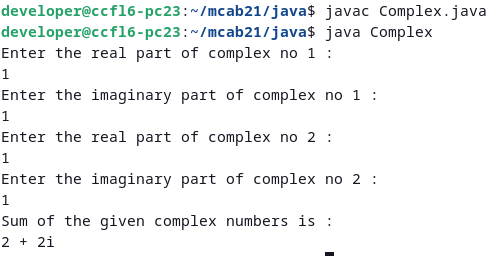 developer@ccfl6-pc23:~/mcab21/java$ javac Complex.java
developer@ccfl6-pc23:~/mcab21/java$ java Complex
Enter the real part of complex no 1 :
1
Enter the imaginary part of complex no 1 :
1
Enter the real part of complex no 2 :
1
Enter the imaginary part of complex no 2 :
1
Sum of the given complex numbers is :
2 + 2i